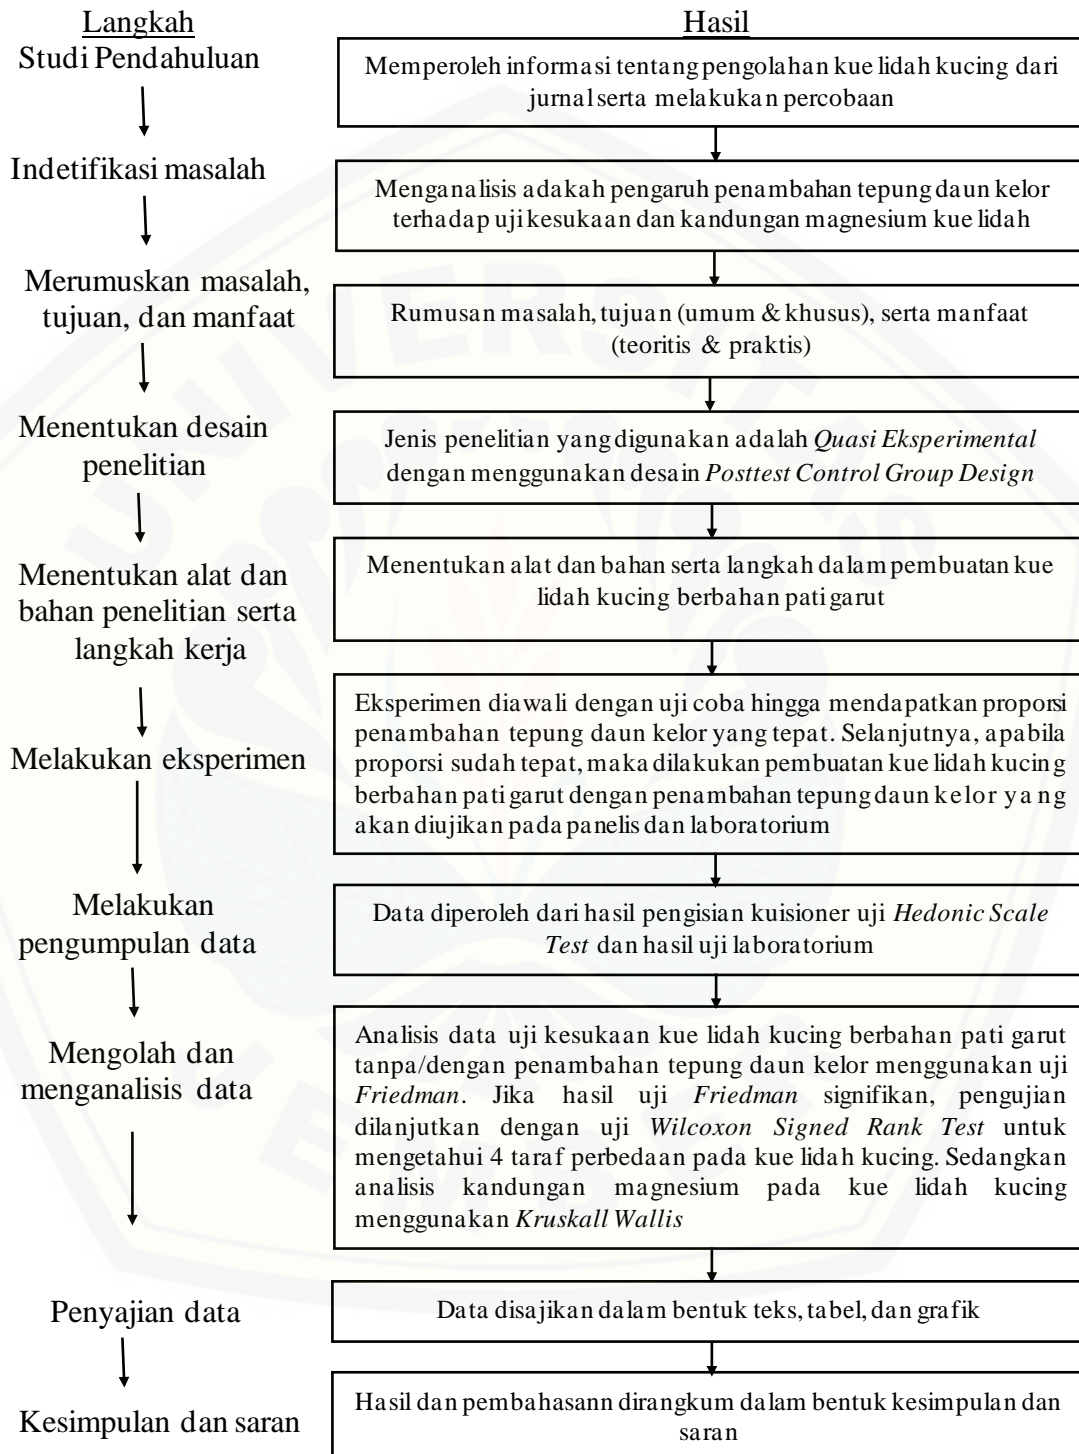 Langkah
Hasil
Studi Pendahuluan
Memperoleh informasi tentang pengolahan kue lidah kucing dari
jurnal serta melakukan percobaan
Indetifikasi masalah
Menganalisis adakah pengaruh penambahan tepung daun kelor
terhadap uji kesukaan dan kandungan magnesium kue lidah
Merumuskan masalah,
tujuan, dan manfaat
Rumusan masalah, tujuan (umum & khusus), serta manfaat
(teoritis & praktis)
Menentukan desain
penelitian
Jenis penelitian yang digunakan adalah Quasi Eksperimental
dengan menggunakan desain Posttest Control Group Design
Menentukan alat dan
bahan penelitian serta
langkah kerja
Menentukan alat dan bahan serta langkah dalam pembuatan kue
lidah kucing berbahan pati garut
Melakukan eksperimen
Eksperimen diawali dengan uji coba hingga mendapatkan proporsi
penambahan tepung daun kelor yang tepat. Selanjutnya, apabila
proporsi sudah tepat, maka dilakukan pembuatan kue lidah kucing
berbahan pati garut dengan penambahan tepung daun kelor yang
akan diujikan pada panelis dan laboratorium
Melakukan
pengumpulan data
Data diperoleh dari hasil pengisian kuisioner uji Hedonic Scale
Test dan hasil uji laboratorium
Mengolah dan
menganalisis data
Analisis data uji kesukaan kue lidah kucing berbahan pati garut
tanpa/dengan penambahan tepung daun kelor menggunakan uji
Friedman. Jika hasil uji Friedman signifikan, pengujian
dilanjutkan dengan uji Wilcoxon Signed Rank Test untuk
mengetahui 4 taraf perbedaan pada kue lidah kucing. Sedangkan
analisis kandungan magnesium pada kue lidah kucing
menggunakan Kruskall Wallis
Penyajian data
Data disajikan dalam bentuk teks, tabel, dan grafik
Kesimpulan dan saran
Hasil dan pembahasann dirangkum dalam bentuk kesimpulan dan
saran
UNIVERSITAS
JEMBER